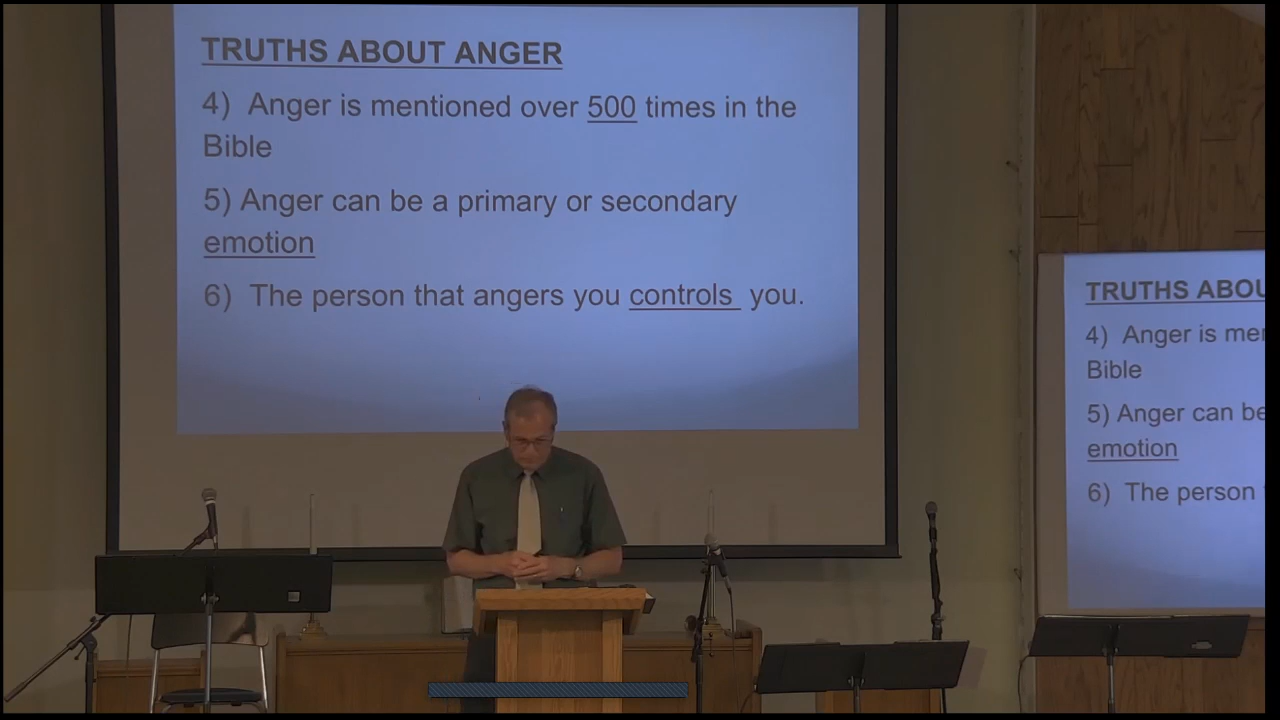 TRUTHS ABOUT ANGER
4) Anger is mentioned over 500 times in the
Bible
5) Anger can be a primary or secondary
emotion
6) The person that angers you controls you.
TRUTHS ABOU
4) Anger is mer
Bible
5) Anger can be
emotion
6) The person